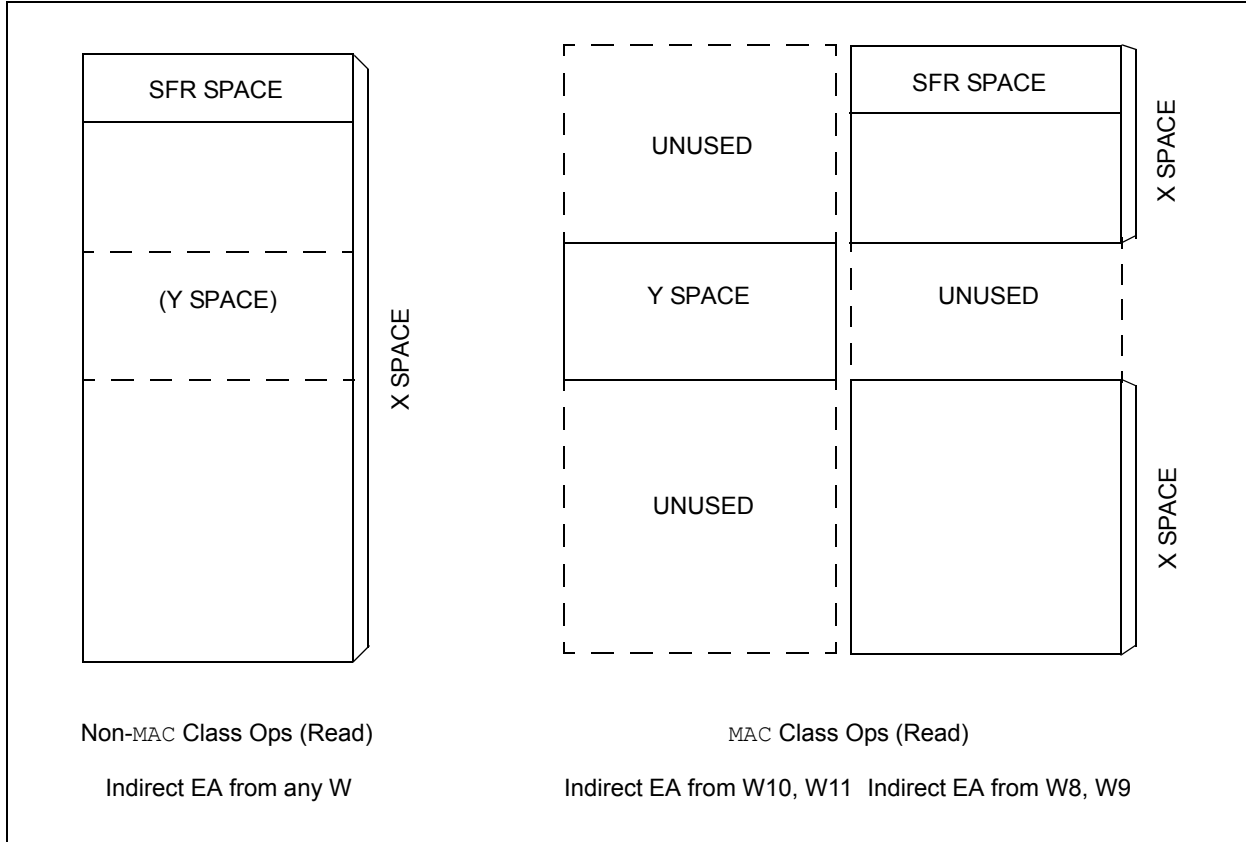 SFR SPACE
(Y SPACE)
X SPACE
UNUSED
Y SPACE
UNUSED
SFR SPACE
X SPACE
UNUSED
X SPACE
Non-MAC Class Ops (Read)
MAC Class Ops (Read)
Indirect EA from any W
Indirect EA from W10, W11
Indirect EA from W8, W9